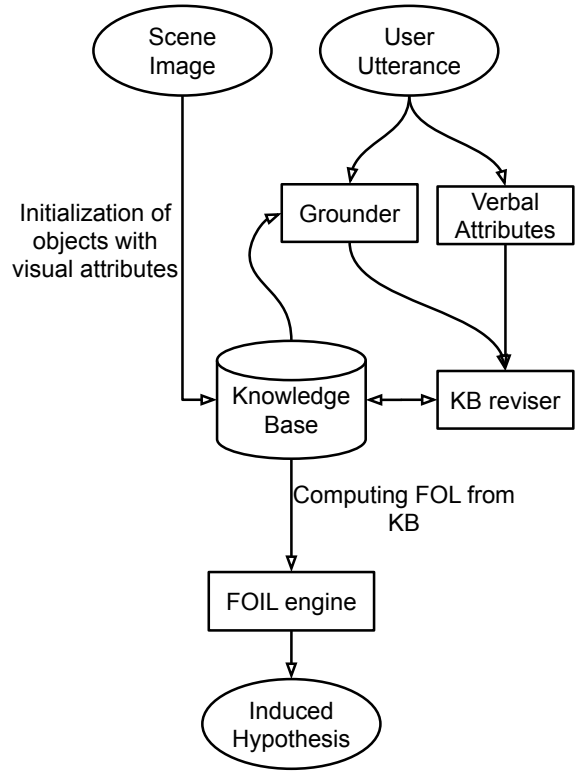 Scene
Image
User
Utterance
Initialization of
objects with
visual attributes
Grounder
Verbal
Attributes
Knowledge
Base
KB reviser
Computing FOL from
KB
FOIL engine
Induced
Hypothesis